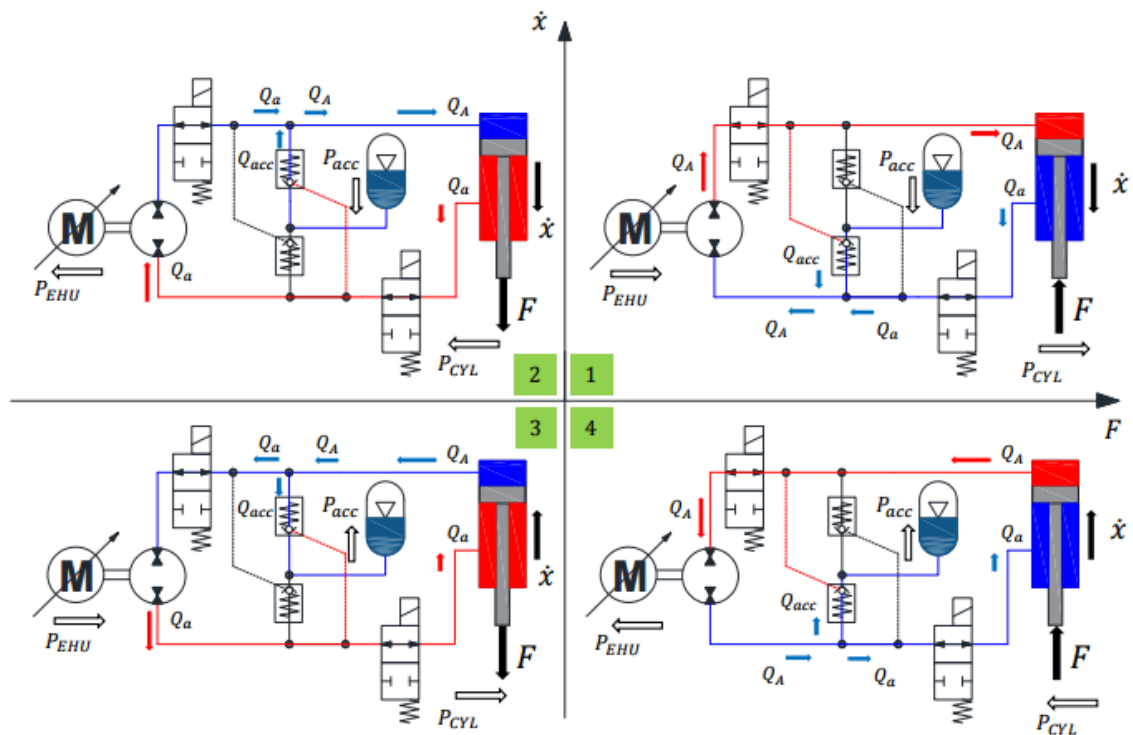 ẋ
Q_a Q_A Q_A
Q_acc P_acc
Q_a
M
ẋ
Q_a
P_EHU
F
P_CYL
Q_A
P_acc
Q_A
Q_a
M
ẋ
Q_acc
P_EHU
Q_A Q_a
F
P_CYL
2 1
3 4
F
Q_a Q_A Q_A
Q_acc P_acc
Q_a
M
ẋ
Q_a
P_EHU
F
P_CYL
Q_A
Q_A P_acc
ẋ
Q_a
M
Q_acc
P_EHU
Q_A Q_a
F
P_CYL